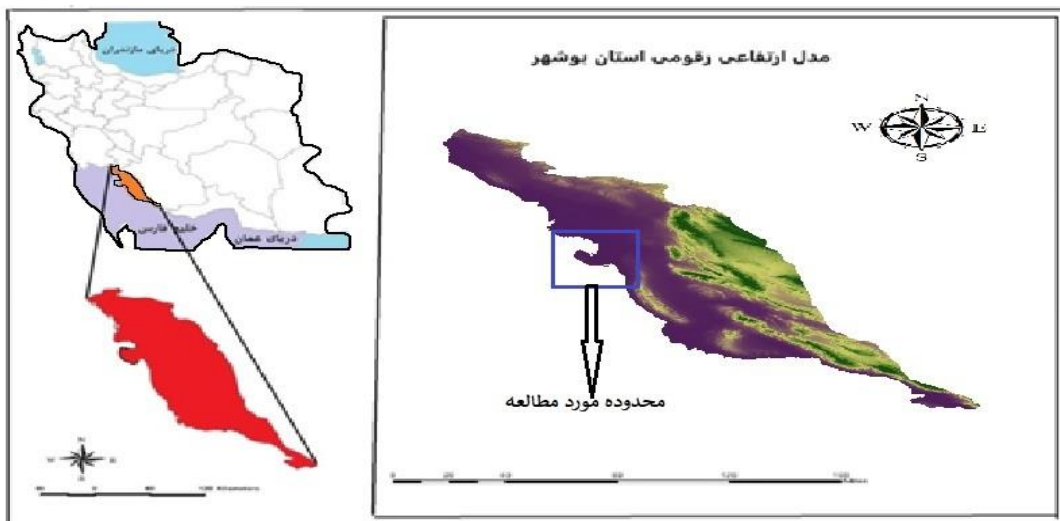 دریای مازندران
خلیج فارس
دریای عمان
N
W E
S
مدل ارتفاعی رقومی استان بوشهر
N
W E
S
محدوده مورد مطالعه